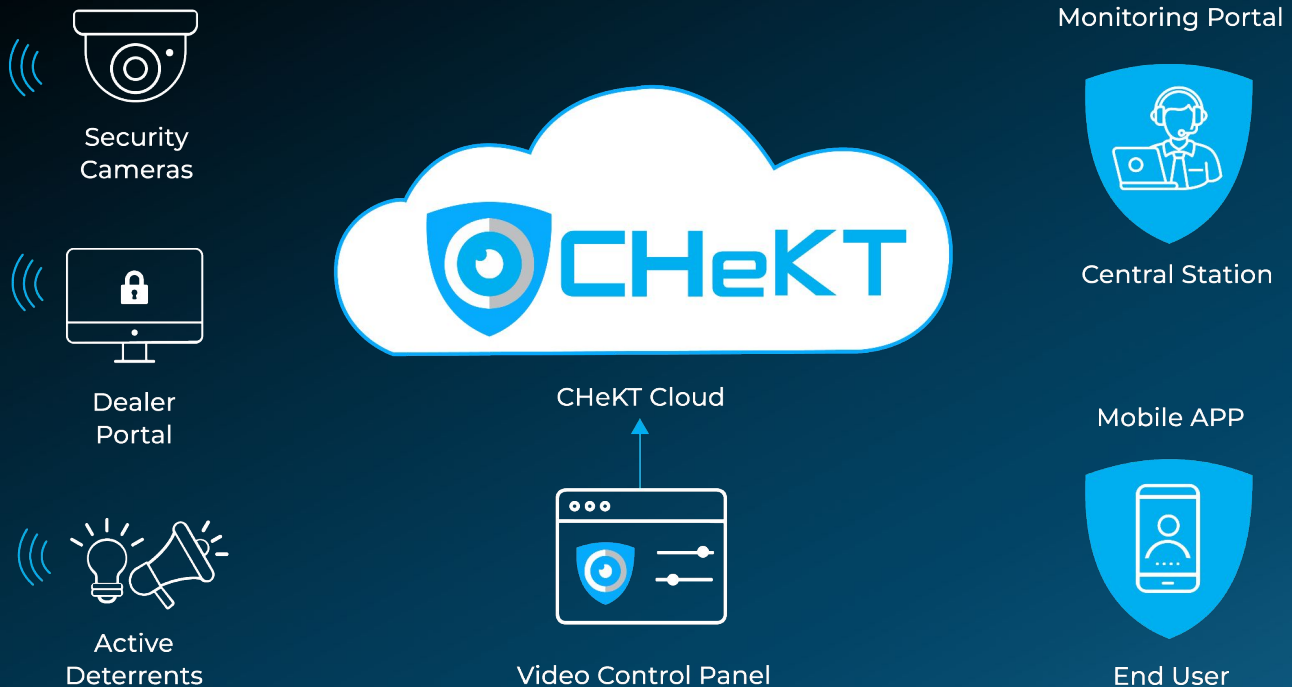 Security
Cameras
Dealer
Portal
Active
Deterrents
CHeKT
CHeKT Cloud
Video Control Panel
Monitoring Portal
Central Station
Mobile APP
End User